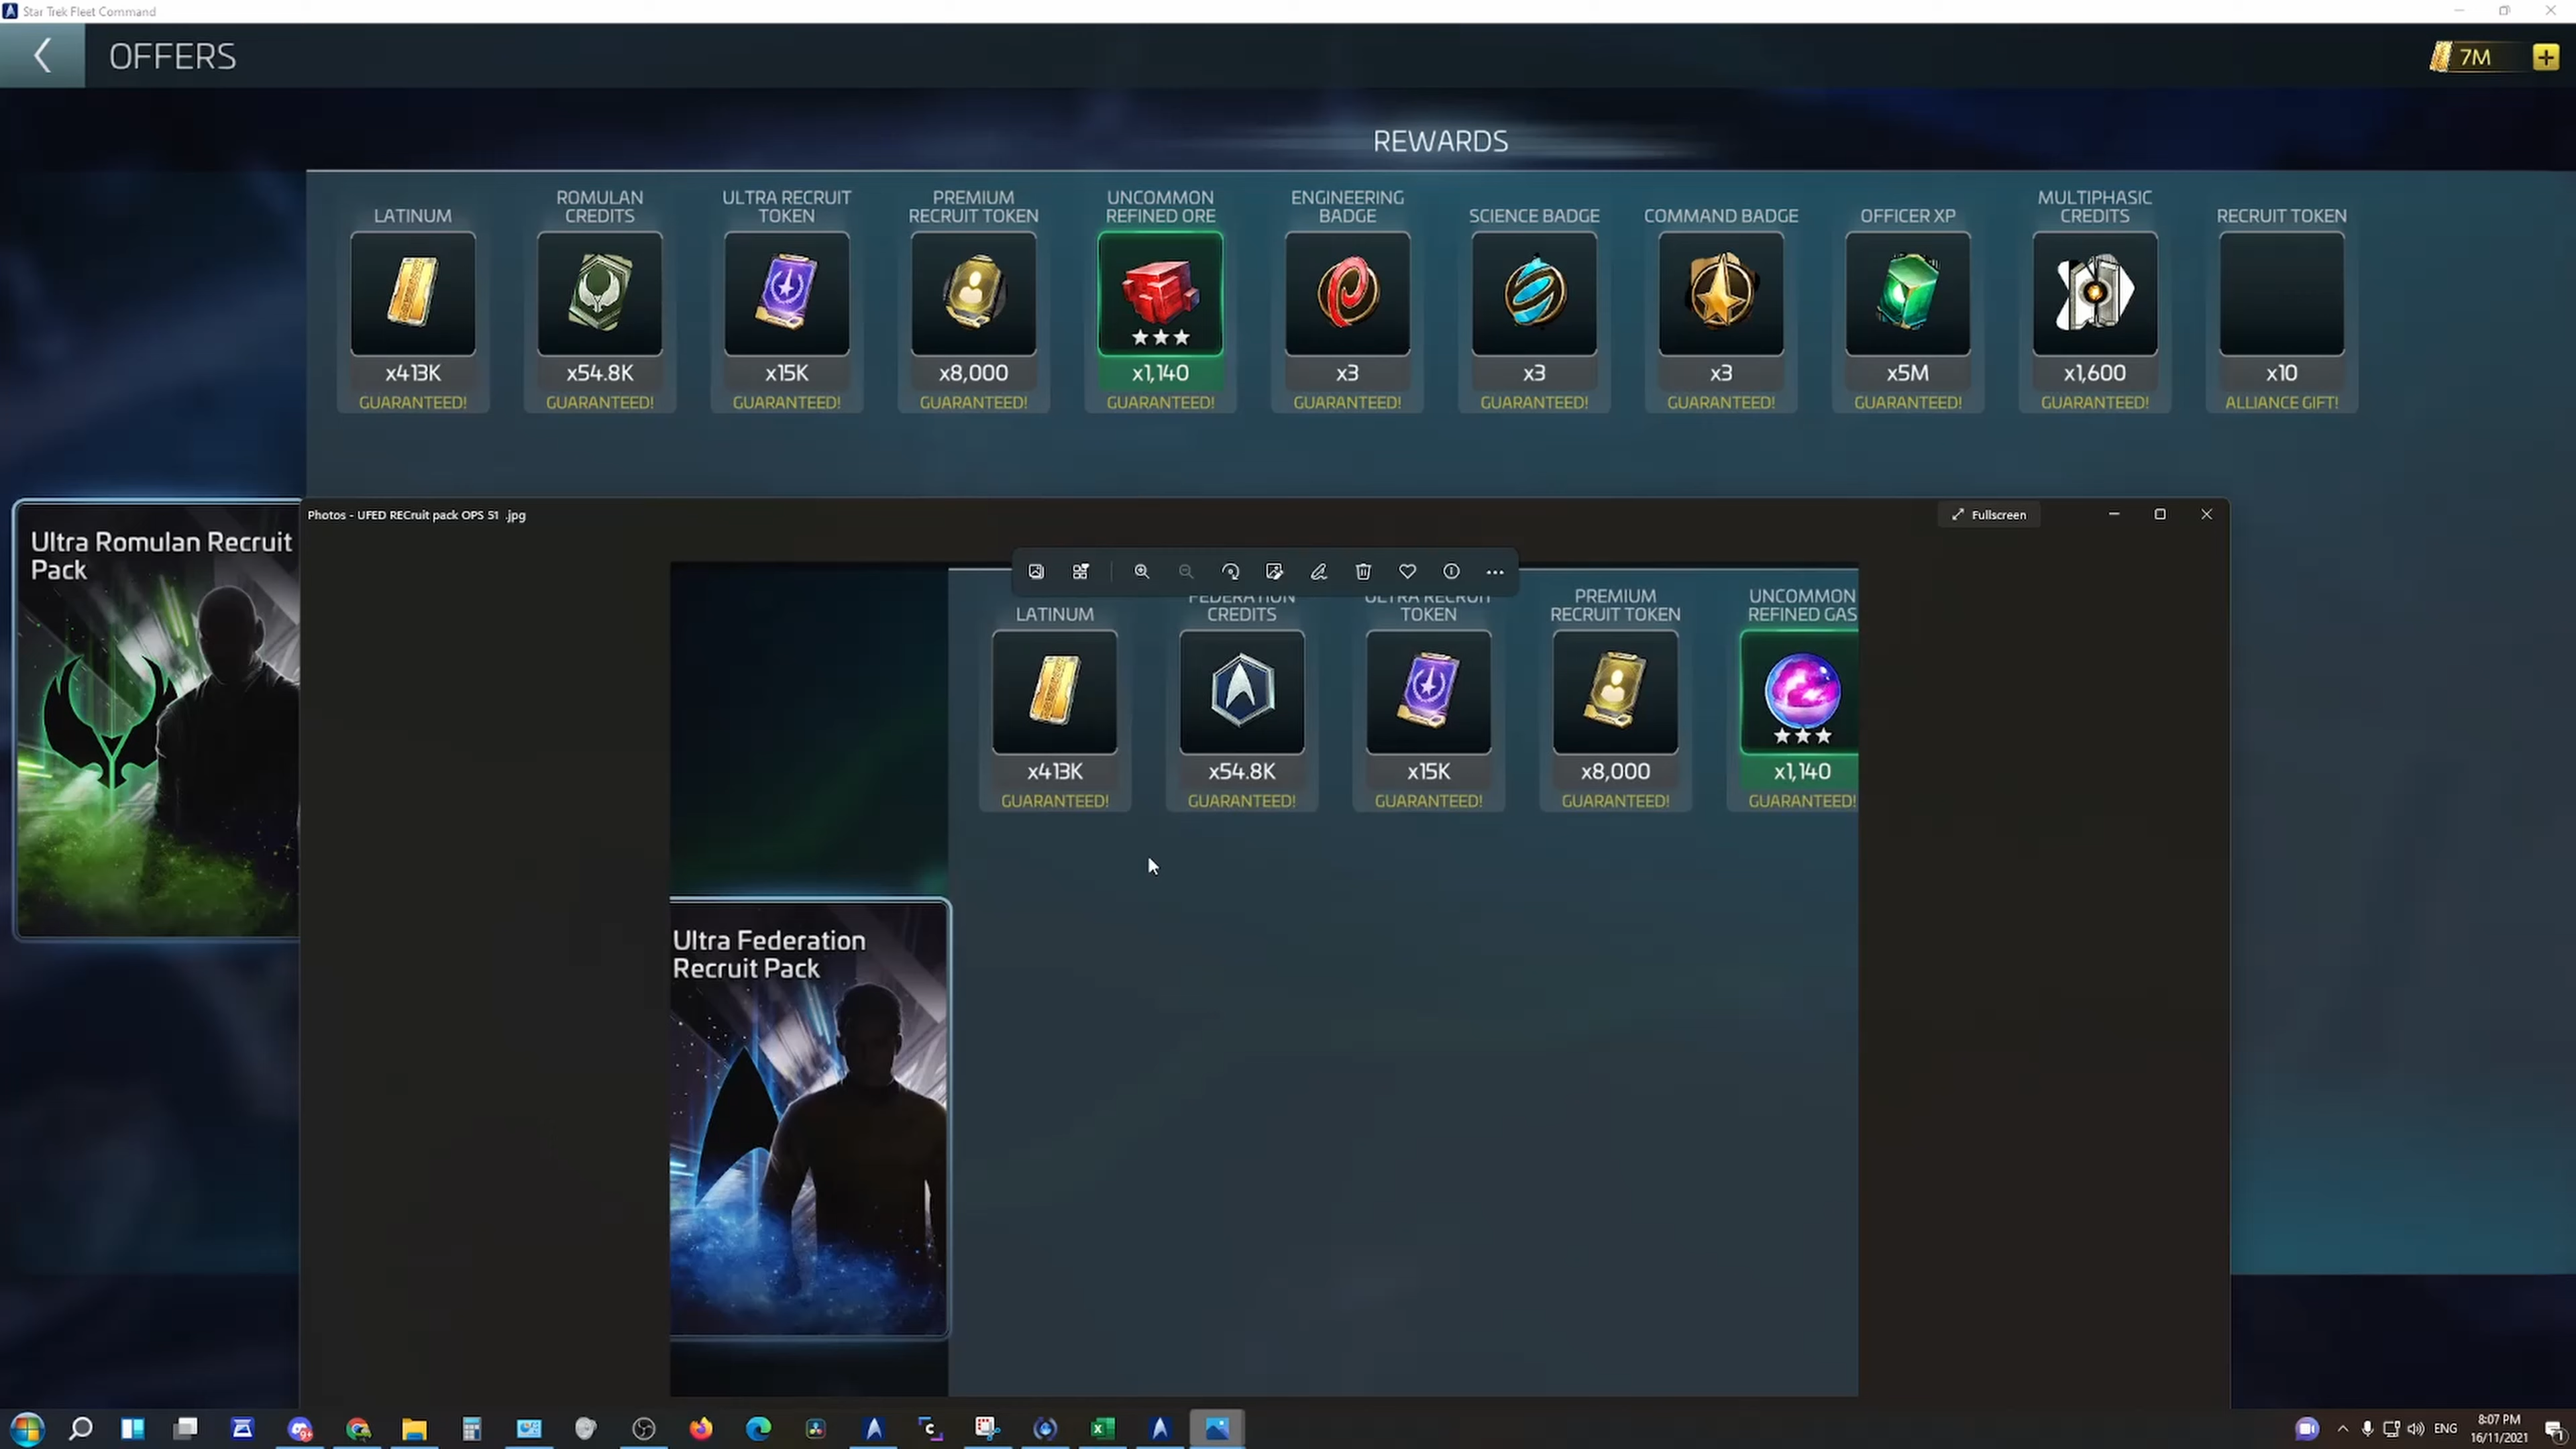 Star Trek Fleet Command
OFFERS
7M
REWARDS
LATINUM
x413K
GUARANTEED!
ROMULAN
CREDITS
x54.8K
GUARANTEED!
ULTRA RECRUIT
TOKEN
x15K
GUARANTEED!
PREMIUM
RECRUIT TOKEN
x8,000
GUARANTEED!
UNCOMMON
REFINED ORE
x1,140
GUARANTEED!
ENGINEERING
BADGE
x3
GUARANTEED!
SCIENCE BADGE
x3
GUARANTEED!
COMMAND BADGE
x3
GUARANTEED!
OFFICER XP
x5M
GUARANTEED!
MULTIPHASIC
CREDITS
x1,600
GUARANTEED!
RECRUIT TOKEN
x10
ALLIANCE GIFT!
Ultra Romulan Recruit
Pack
Photos - UFED RECruit pack OPS 51 .jpg
Fullscreen
LATINUM
x413K
GUARANTEED!
FEDERATION
CREDITS
x54.8K
GUARANTEED!
ULTRA RECRUIT
TOKEN
x15K
GUARANTEED!
PREMIUM
RECRUIT TOKEN
x8,000
GUARANTEED!
UNCOMMON
REFINED GAS
x1,140
GUARANTEED!
Ultra Federation
Recruit Pack
ENG
8:07 PM
16/11/2021